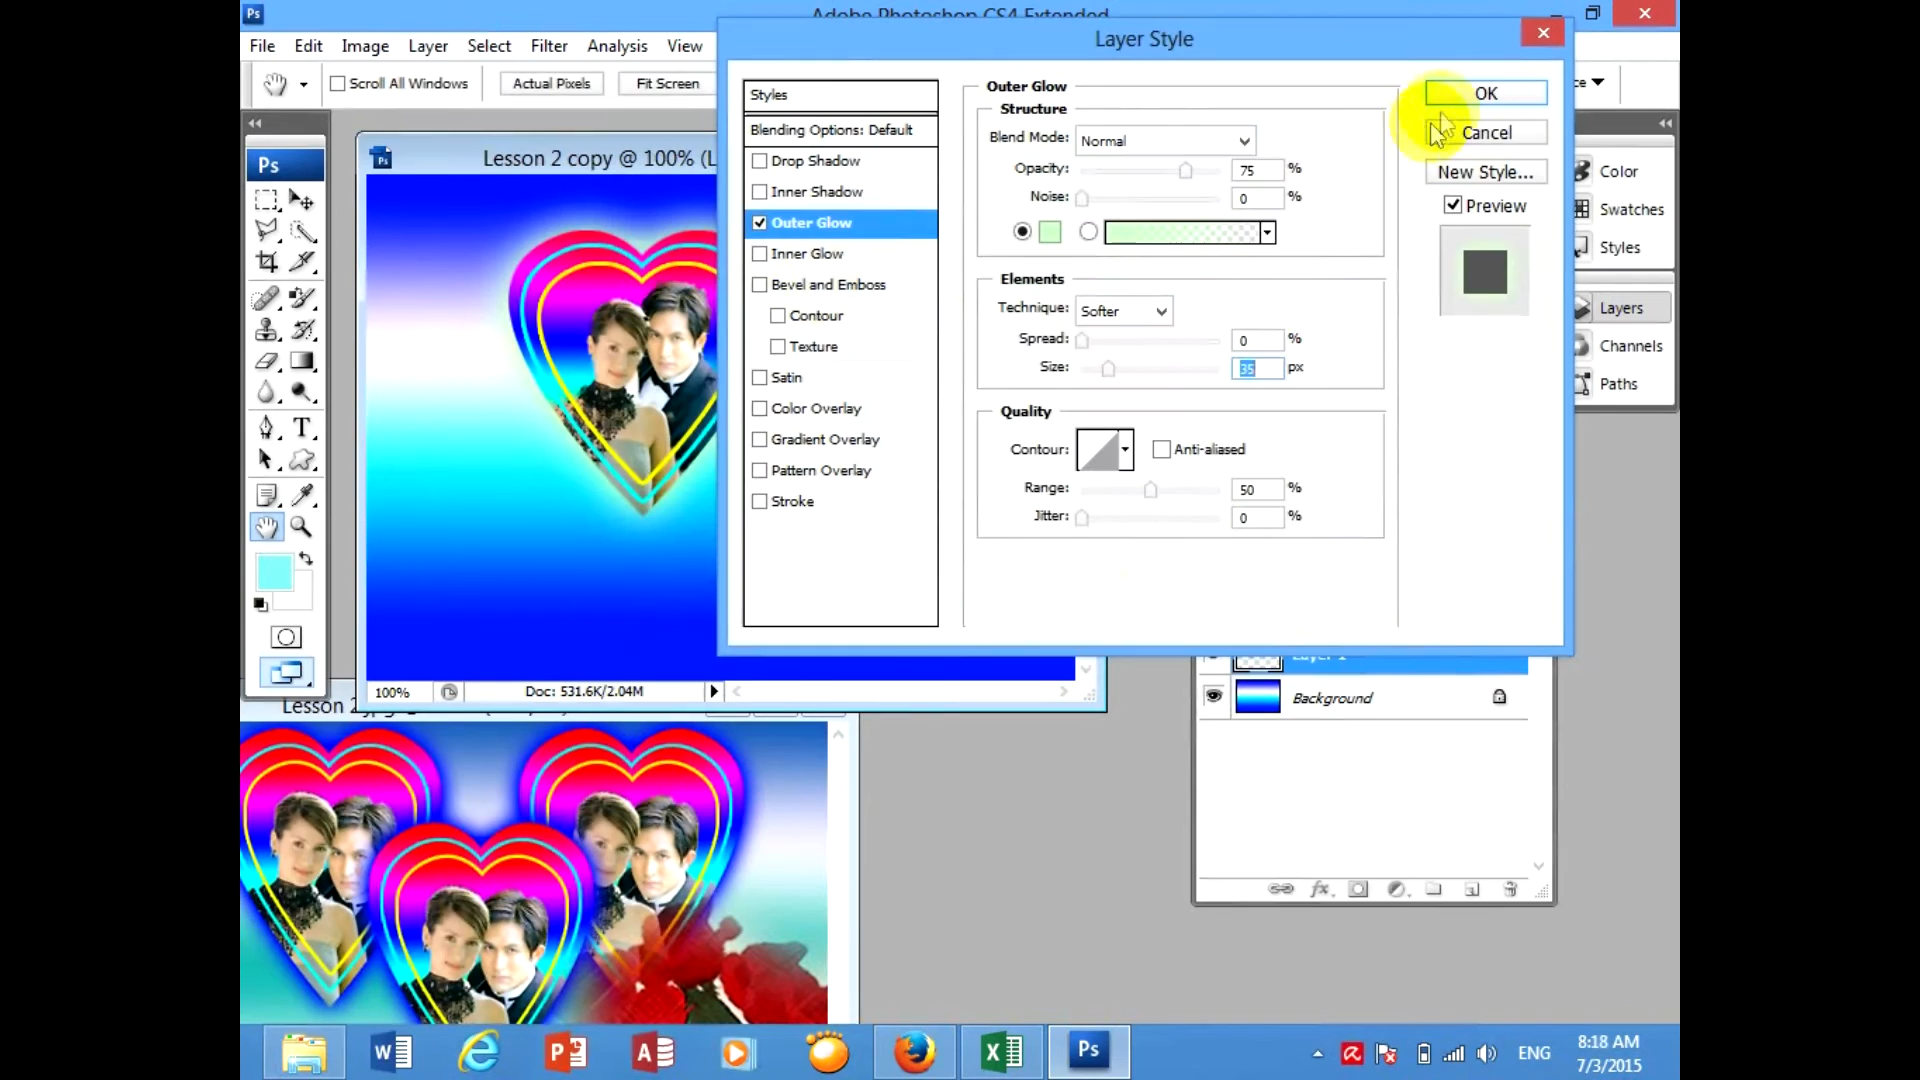 Ps
Adobe Photoshop CS4 Extended
File Edit Image Layer Select Filter Analysis View
Scroll All Windows
Actual Pixels
Fit Screen
Ps
Lesson 2 copy @ 100% (L
Layer Style
Styles
Blending Options: Default
Drop Shadow
Inner Shadow
Outer Glow
Inner Glow
Bevel and Emboss
Contour
Texture
Satin
Color Overlay
Gradient Overlay
Pattern Overlay
Stroke
Outer Glow
Structure
Blend Mode: Normal
Opacity: 75 %
Noise: 0 %
Elements
Technique: Softer
Spread: 0 %
Size: 35 px
Quality
Contour: Anti-aliased
Range: 50 %
Jitter: 0 %
OK
Cancel
New Style...
Preview
Color
Swatches
Styles
Layers
Channels
Paths
100% Doc: 531.6K/2.04M
Background
Lesson 2
ENG
8:18 AM
7/3/2015